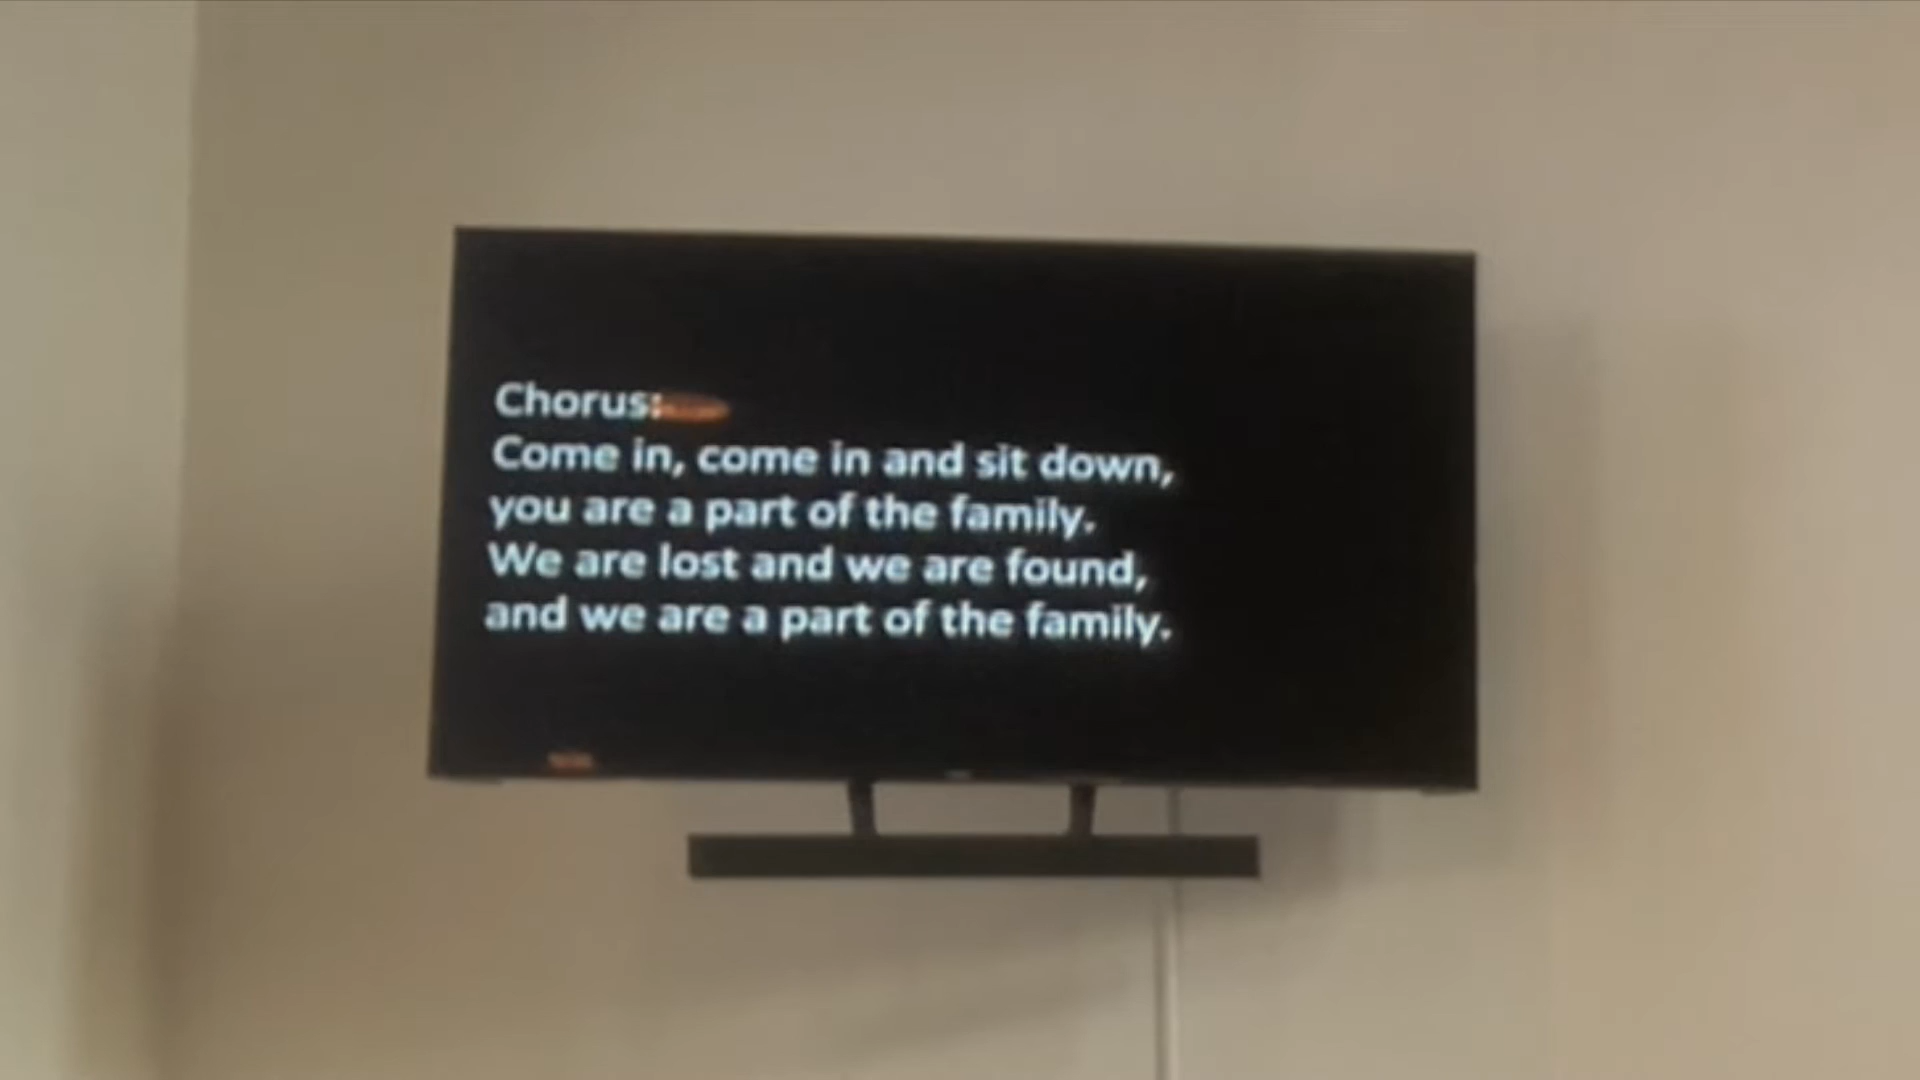 Chorus:
Come in, come in and sit down,
you are a part of the family.
We are lost and we are found,
and we are a part of the family.